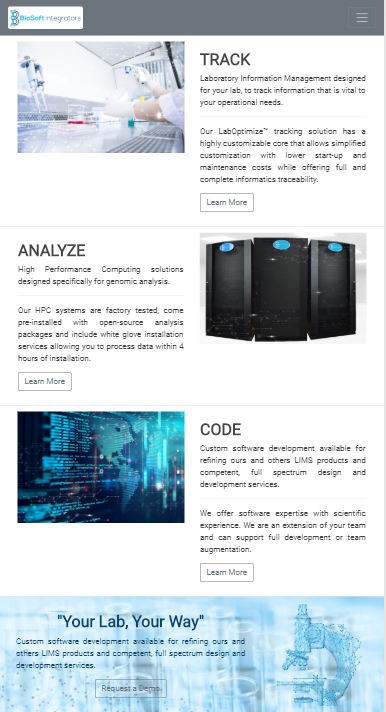 BioSoft Integrators
TRACK
Laboratory Information Management designed
for your lab, to track information that is vital to
your operational needs.
Our LabOptimize™ tracking solution has a
highly customizable core that allows simplified
customization with lower start-up and
maintenance costs while offering full and
complete informatics traceability.
Learn More
ANALYZE
High Performance Computing solutions
designed specifically for genomic analysis.
Our HPC systems are factory tested, come
pre-installed with open-source analysis
packages and include white glove installation
services allowing you to process data within 4
hours of installation.
Learn More
CODE
Custom software development available for
refining ours and others LIMS products and
competent, full spectrum design and
development services.
We offer software expertise with scientific
experience. We are an extension of your team
and can support full development or team
augmentation.
Learn More
"Your Lab, Your Way"
Custom software development available for refining ours and
others LIMS products and competent, full spectrum design and
development services.
Request a Demo